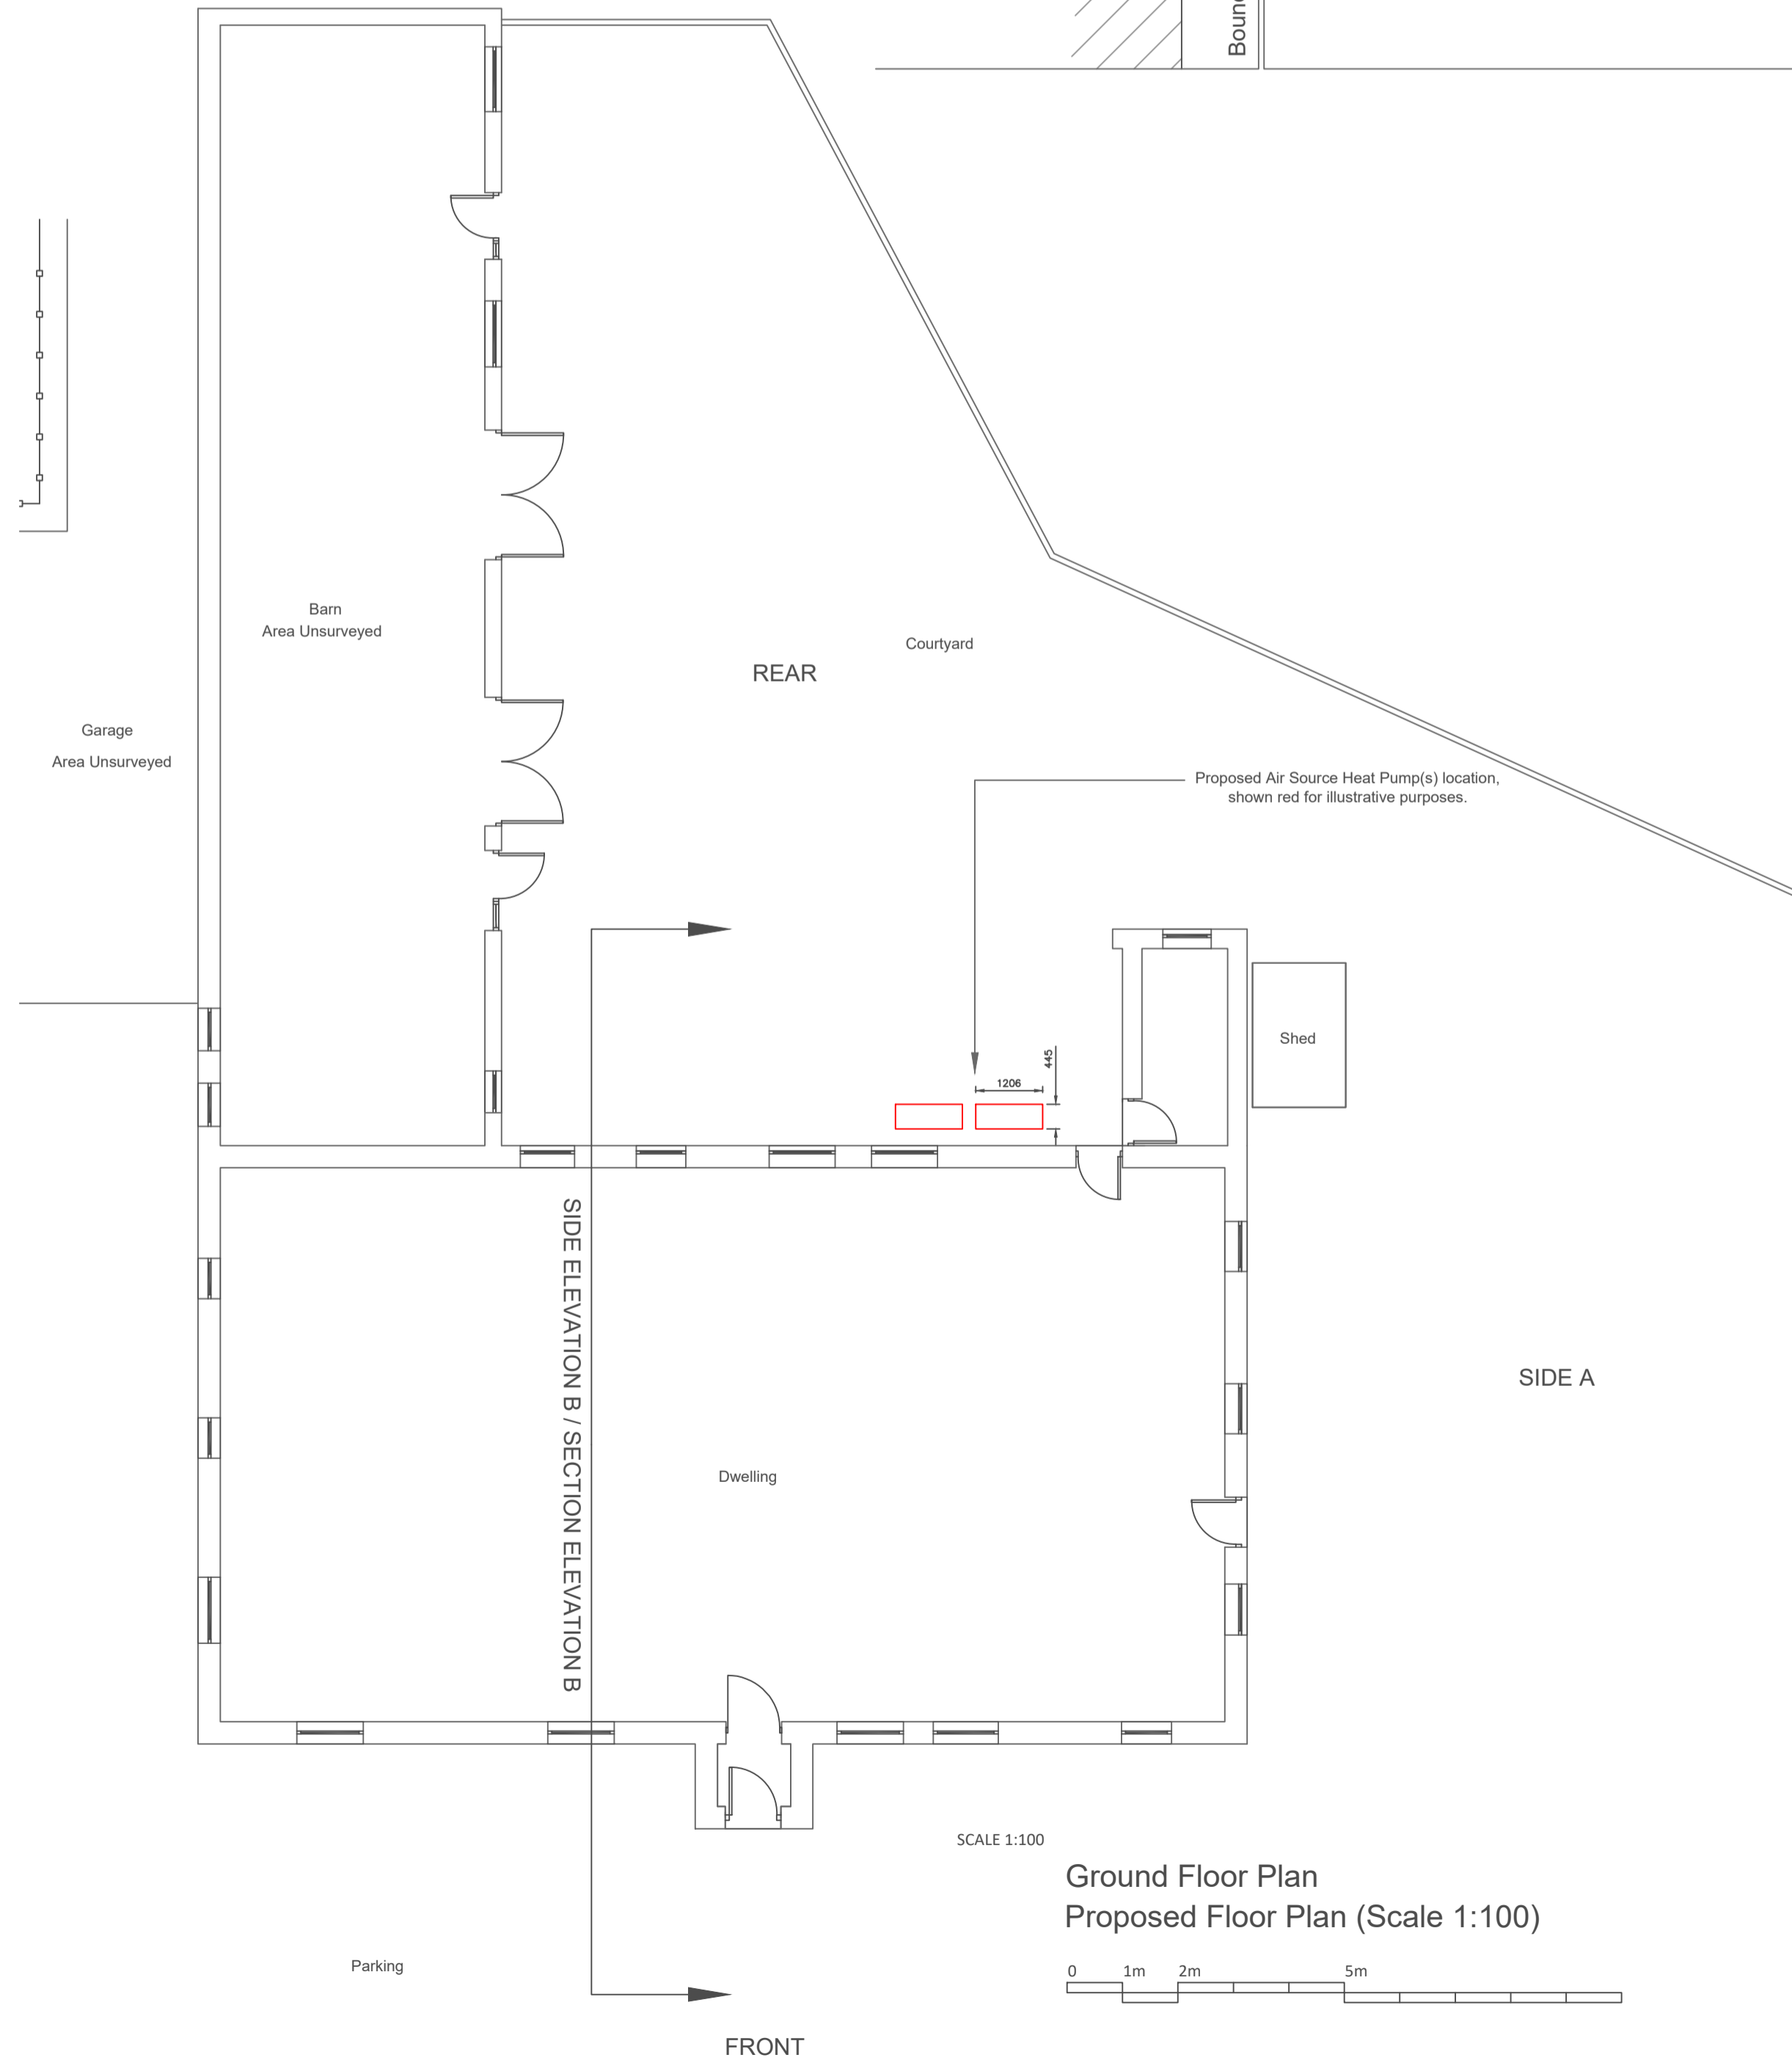 Boun
Barn
Area Unsurveyed
Courtyard
REAR
Garage
Area Unsurveyed
Proposed Air Source Heat Pump(s) location,
shown red for illustrative purposes.
445
1206
Shed
SIDE ELEVATION B / SECTION ELEVATION B
SIDE A
Dwelling
SCALE 1:100
Ground Floor Plan
Proposed Floor Plan (Scale 1:100)
Parking
0 1m 2m 5m
FRONT